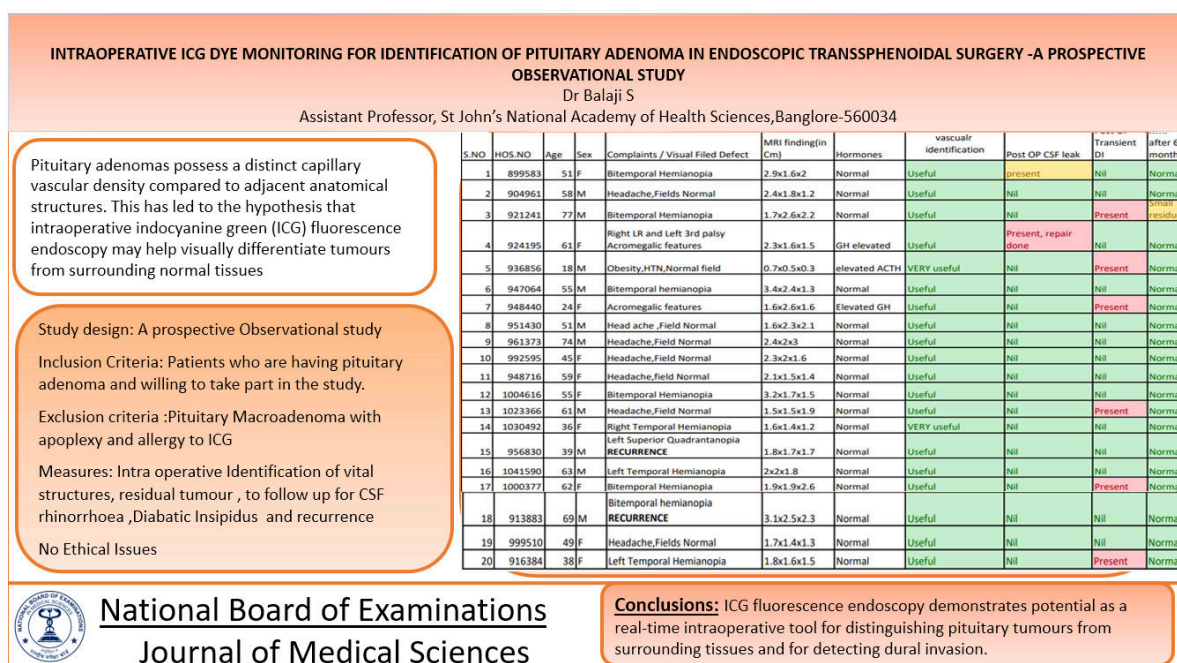 INTRAOPERATIVE ICG DYE MONITORING FOR IDENTIFICATION OF PITUITARY ADENOMA IN ENDOSCOPIC TRANSSPHENOIDAL SURGERY -A PROSPECTIVE
OBSERVATIONAL STUDY
Dr Balaji S
Assistant Professor, St John's National Academy of Health Sciences,Banglore-560034
Pituitary adenomas possess a distinct capillary
vascular density compared to adjacent anatomical
structures. This has led to the hypothesis that
intraoperative indocyanine green (ICG) fluorescence
endoscopy may help visually differentiate tumours
from surrounding normal tissues
Study design: A prospective Observational study
Inclusion Criteria: Patients who are having pituitary
adenoma and willing to take part in the study.
Exclusion criteria :Pituitary Macroadenoma with
apoplexy and allergy to ICG
Measures: Intra operative Identification of vital
structures, residual tumour , to follow up for CSF
rhinorrhoea ,Diabatic Insipidus and recurrence
No Ethical Issues
S.NO HOS.NO Age Sex Complaints / Visual Filed Defect MRI finding(in Cm) Hormones vascualr identification Post OP CSF leak Transient DI after 6 month
1 899583 51 F Bitemporal Hemianopia 2.9x1.6x2 Normal Useful present Nil Norma
2 904961 58 M Headache,Fields Normal 2.4x1.8x1.2 Normal Useful Nil Nil Norma
3 921241 77 M Bitemporal Hemianopia 1.7x2.6x2.2 Normal Useful Nil Present Small residu
4 924195 61 F Right LR and Left 3rd palsy Acromegalic features 2.3x1.6x1.5 GH elevated Useful Present, repair done Nil Norma
5 936856 18 M Obesity,HTN,Normal field 0.7x0.5x0.3 elevated ACTH VERY useful Nil Present Norma
6 947064 55 M Bitemporal hemianopia 3.4x2.4x1.3 Normal Useful Nil Nil Norma
7 948440 24 F Acromegalic features 1.6x2.6x1.6 Elevated GH Useful Nil Present Norma
8 951430 51 M Head ache ,Field Normal 1.6x2.3x2.1 Normal Useful Nil Nil Norma
9 961373 74 M Headache,Field Normal 2.4x2x3 Normal Useful Nil Nil Norma
10 992595 45 F Headache,Field Normal 2.3x2x1.6 Normal Useful Nil Nil Norma
11 948716 59 F Headache,field Normal 2.1x1.5x1.4 Normal Useful Nil Nil Norma
12 1004616 55 F Bitemporal Hemianopia 3.2x1.7x1.5 Normal Useful Nil Nil Norma
13 1023366 61 M Headache,Field Normal 1.5x1.5x1.9 Normal Useful Nil Present Norma
14 1030492 36 F Right Temporal Hemianopia 1.6x1.4x1.2 Normal VERY useful Nil Nil Norma
15 956830 39 M Left Superior Quadrantanopia RECURRENCE 1.8x1.7x1.7 Normal Useful Nil Nil Norma
16 1041590 63 M Left Temporal Hemianopia 2x2x1.8 Normal Useful Nil Nil Norma
17 1000377 62 F Bitemporal Hemianopia 1.9x1.9x2.6 Normal Useful Nil Present Norma
18 913883 69 M Bitemporal hemianopia RECURRENCE 3.1x2.5x2.3 Normal Useful Nil Nil Norma
19 999510 49 F Headache,Fields Normal 1.7x1.4x1.3 Normal Useful Nil Nil Norma
20 916384 38 F Left Temporal Hemianopia 1.8x1.6x1.5 Normal Useful Nil Present Norma
National Board of Examinations
Journal of Medical Sciences
Conclusions: ICG fluorescence endoscopy demonstrates potential as a
real-time intraoperative tool for distinguishing pituitary tumours from
surrounding tissues and for detecting dural invasion.